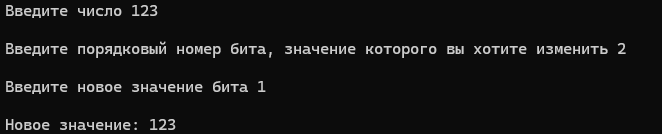 Введите число 123
Введите порядковый номер бита, значение которого вы хотите изменить 2
Введите новое значение бита 1
Новое значение: 123